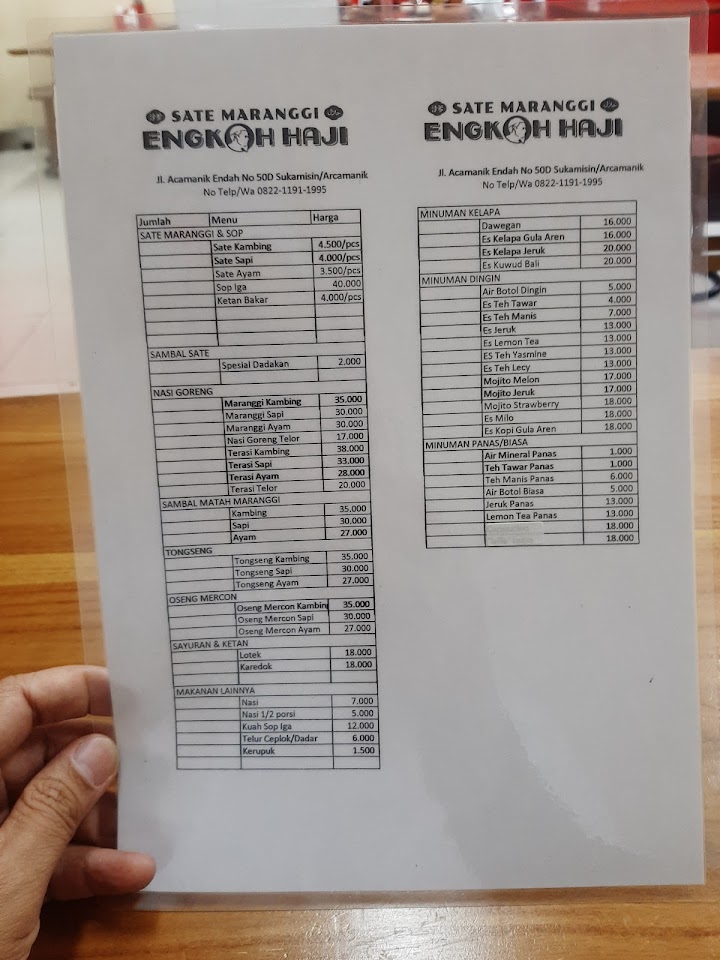 SATE MARANGGI
ENGKOH HAJI
Jl. Acamanik Endah No 50D Sukamisin/Arcamanik
No Telp/Wa 0822-1191-1995
Jumlah Menu Harga
SATE MARANGGI & SOP
Sate Kambing 4.500/pcs
Sate Sapi 4.000/pcs
Sate Ayam 3.500/pcs
Sop Iga 40.000
Ketan Bakar 4.000/pcs
SAMBAL SATE
Spesial Dadakan 2.000
NASI GORENG
Maranggi Kambing 35.000
Maranggi Sapi 30.000
Maranggi Ayam 30.000
Nasi Goreng Telor 17.000
Terasi Kambing 38.000
Terasi Sapi 33.000
Terasi Ayam 28.000
Terasi Telor 20.000
SAMBAL MATAH MARANGGI
Kambing 35.000
Sapi 30.000
Ayam 27.000
TONGSENG
Tongseng Kambing 35.000
Tongseng Sapi 30.000
Tongseng Ayam 27.000
OSENG MERCON
Oseng Mercon Kambin 35.000
Oseng Mercon Sapi 30.000
Oseng Mercon Ayam 27.000
SAYURAN & KETAN
Lotek 18.000
Karedok 18.000
MAKANAN LAINNYA
Nasi 7.000
Nasi 1/2 porsi 5.000
Kuah Sop Iga 12.000
Telur Ceplok/Dadar 6.000
Kerupuk 1.500
SATE MARANGGI
ENGKOH HAJI
Jl. Acamanik Endah No 50D Sukamisin/Arcamanik
No Telp/Wa 0822-1191-1995
MINUMAN KELAPA
Dawegan 16.000
Es Kelapa Gula Aren 16.000
Es Kelapa Jeruk 20.000
Es Kuwud Bali 20.000
MINUMAN DINGIN
Air Botol Dingin 5.000
Es Teh Tawar 4.000
Es Teh Manis 7.000
Es Jeruk 13.000
Es Lemon Tea 13.000
ES Teh Yasmine 13.000
Es Teh Lecy 13.000
Mojito Melon 17.000
Mojito Jeruk 17.000
Mojito Strawberry 18.000
Es Milo 18.000
Es Kopi Gula Aren 18.000
MINUMAN PANAS/BIASA
Air Mineral Panas 1.000
Teh Tawar Panas 1.000
Teh Manis Panas 6.000
Air Botol Biasa 5.000
Jeruk Panas 13.000
Lemon Tea Panas 13.000
18.000
18.000